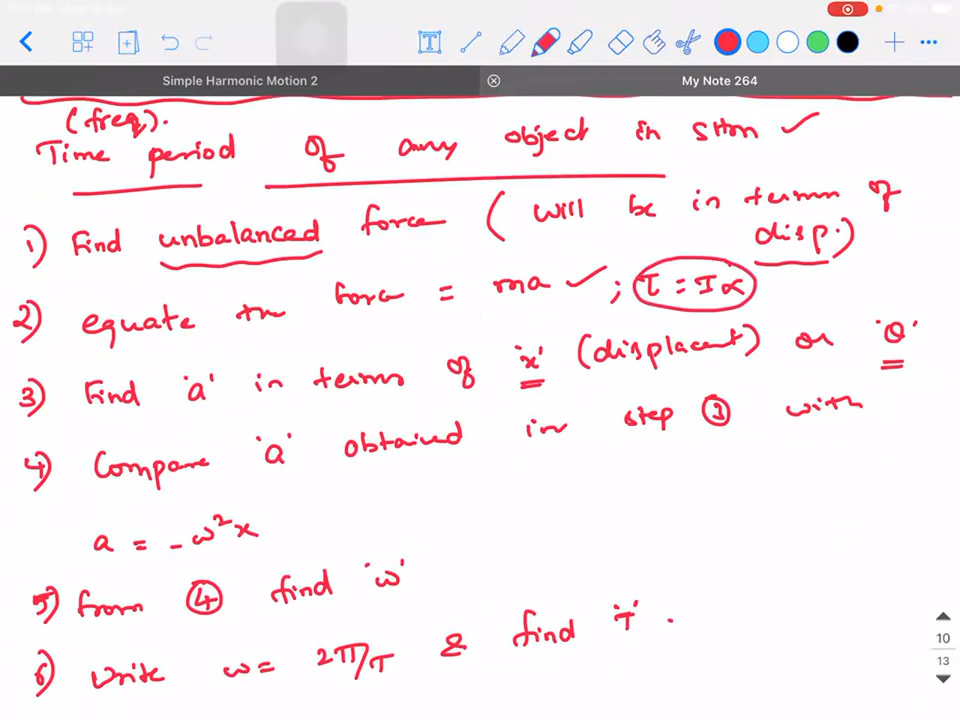 Simple Harmonic Motion 2
My Note 264
(freq).
Time period of any object in SHM ✓
1) Find unbalanced force (will be in terms of disp.)
2) equate the force = ma ✓ ; τ = Iα
3) Find 'a' in terms of 'x' (displacent) or 'θ'
4) Compare 'a' obtained in step ③ with
a = -ω²x
5) from ④ find 'ω'
6) write ω = 2π/T & find 'T'.
10
13